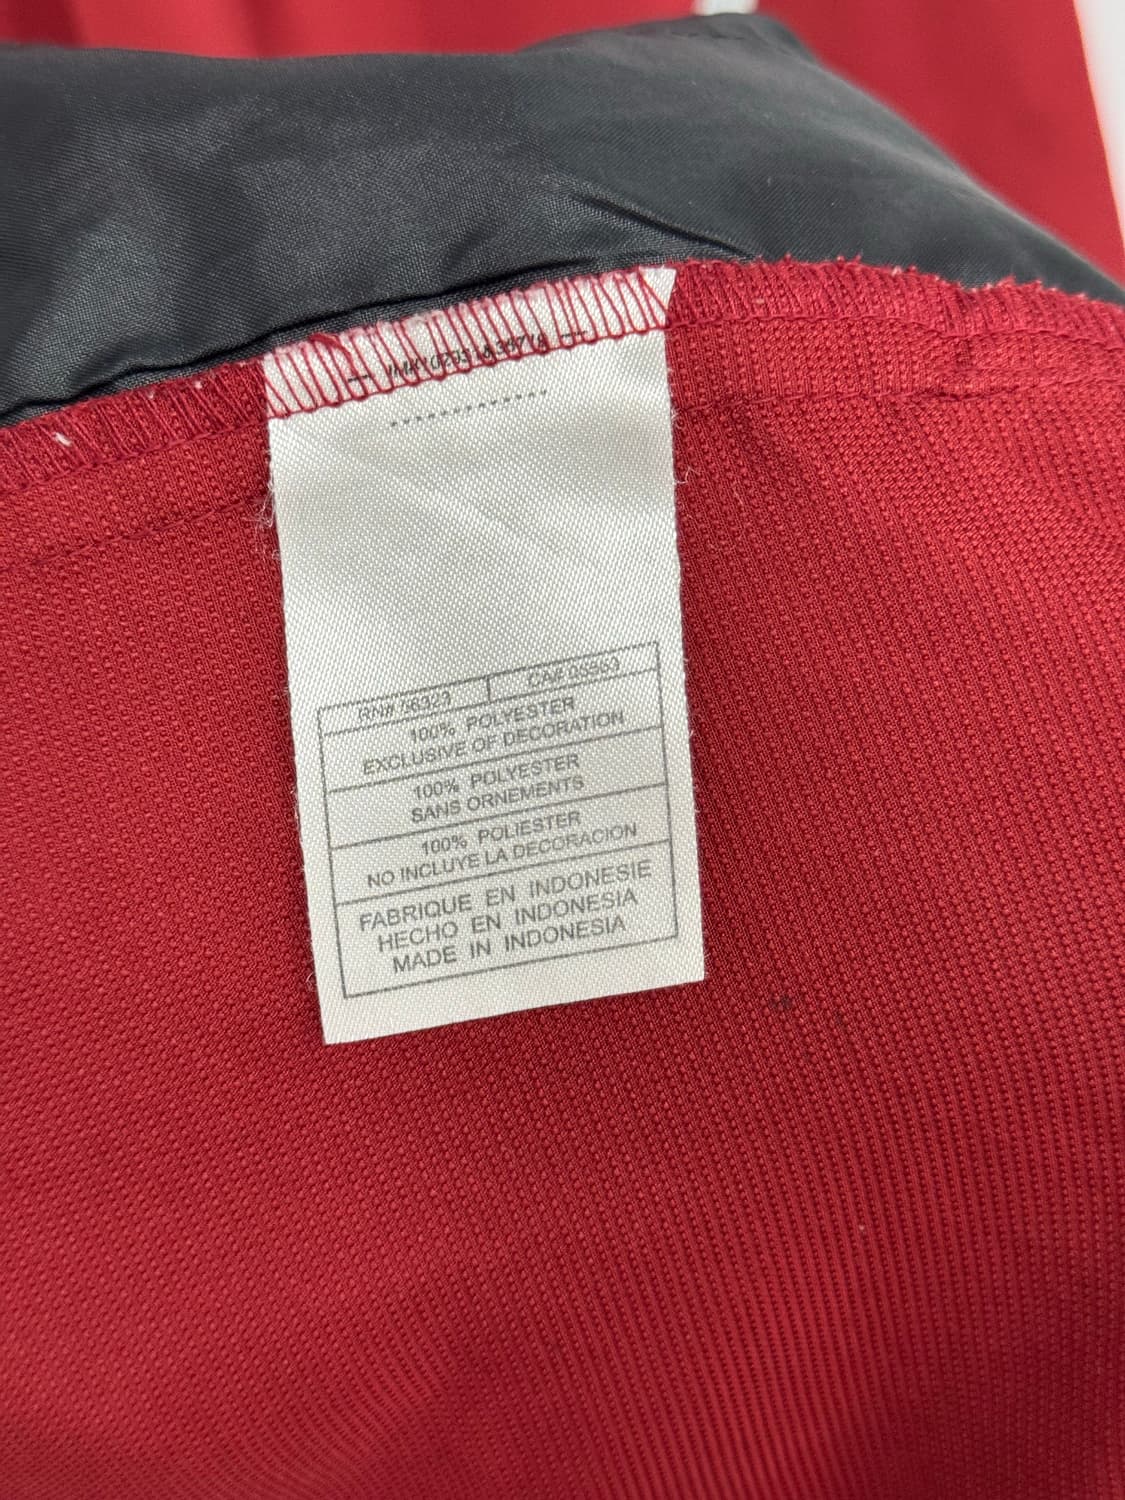 RN# 56323 CA# 05553
100% POLYESTER
EXCLUSIVE OF DECORATION
100% POLYESTER
SANS ORNEMENTS
100% POLIESTER
NO INCLUYE LA DECORACION
FABRIQUE EN INDONESIE
HECHO EN INDONESIA
MADE IN INDONESIA